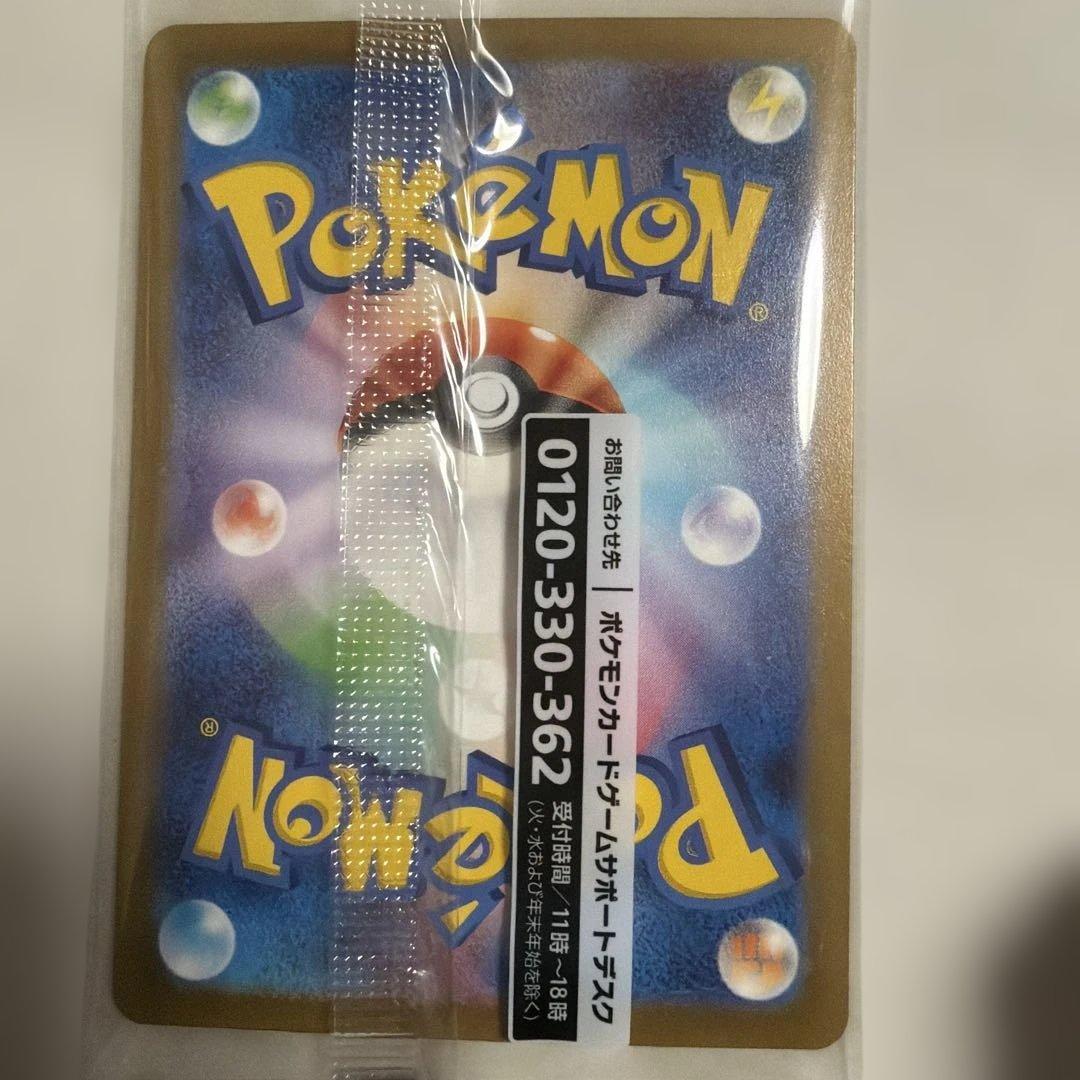 POKéMON
®
お問い合わせ先 | ポケモンカードゲームサポートデスク
0120-330-362 受付時間/11時~18時
(火・水および年末年始を除く)
POKéMON
®